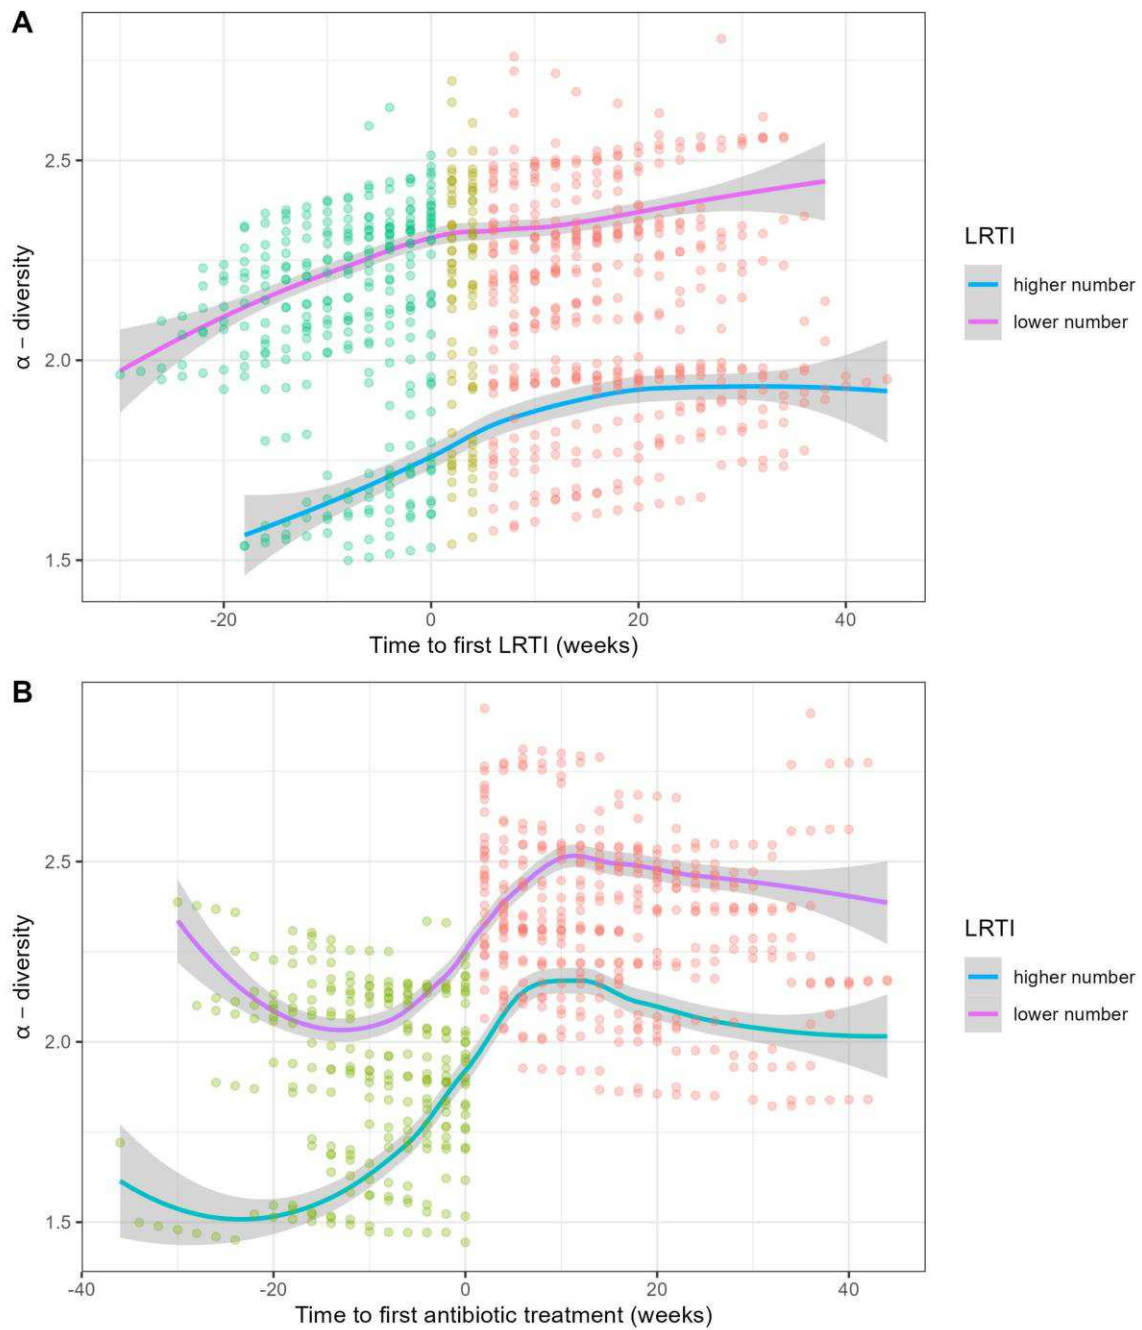 A
2.5
2.0
1.5
α – diversity
-20
0
20
40
Time to first LRTI (weeks)
LRTI
higher number
lower number
B
2.5
2.0
1.5
α – diversity
-40
-20
0
20
40
Time to first antibiotic treatment (weeks)
LRTI
higher number
lower number